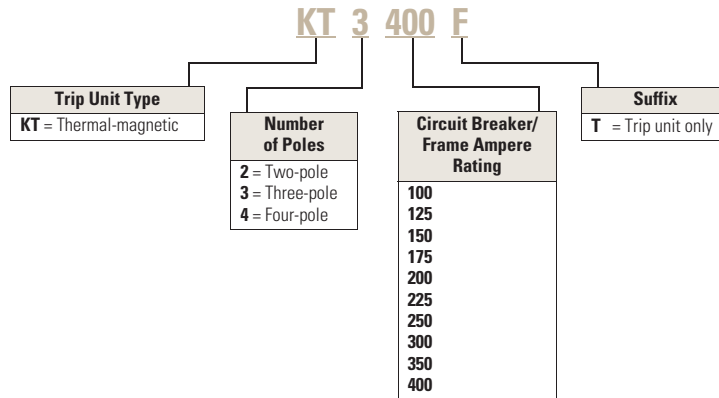 KT 3 400 F
Trip Unit Type
KT = Thermal-magnetic
Number
of Poles
2 = Two-pole
3 = Three-pole
4 = Four-pole
Circuit Breaker/
Frame Ampere
Rating
100
125
150
175
200
225
250
300
350
400
Suffix
T = Trip unit only